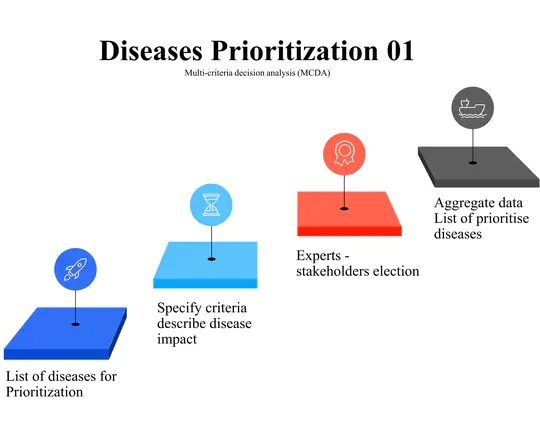 Diseases Prioritization 01
Multi-criteria decision analysis (MCDA)
List of diseases for
Prioritization
Specify criteria
describe disease
impact
Experts -
stakeholders election
Aggregate data
List of prioritise
diseases